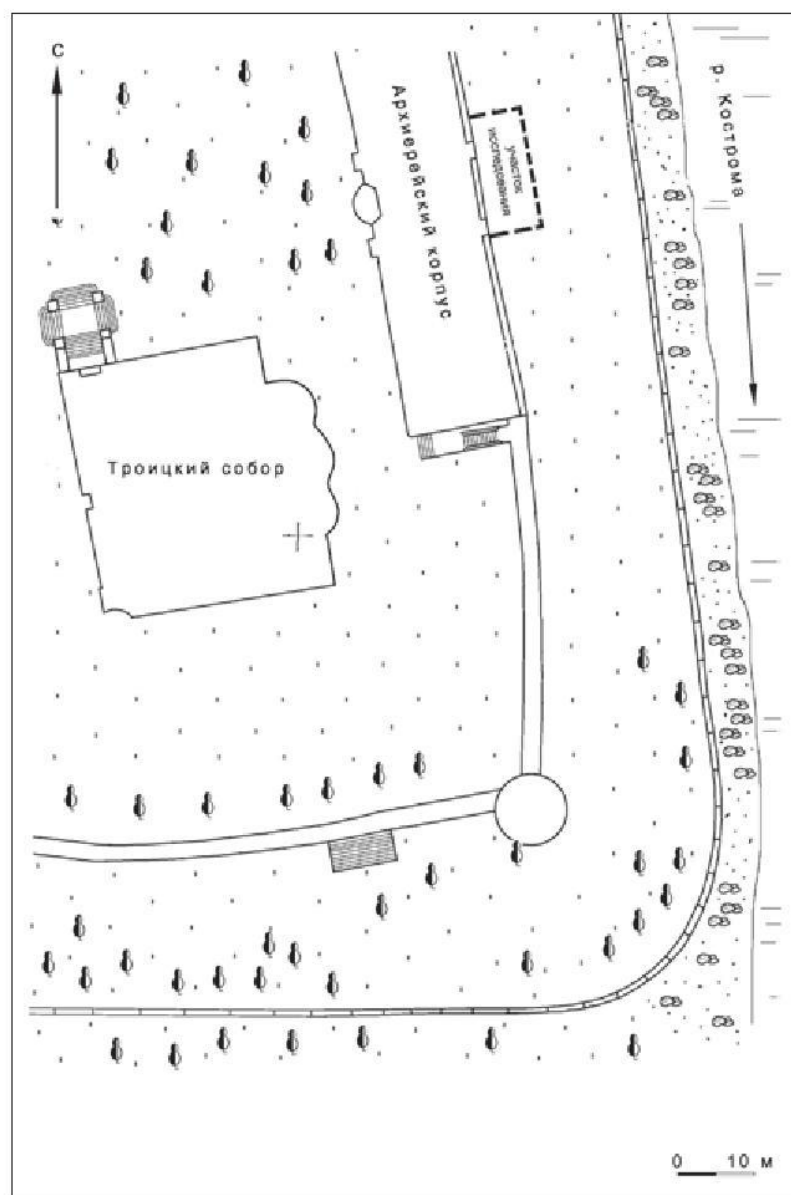 С
Архиерейский корпус
участок
исследования
р. Кострома
Троицкий собор
0 10 м